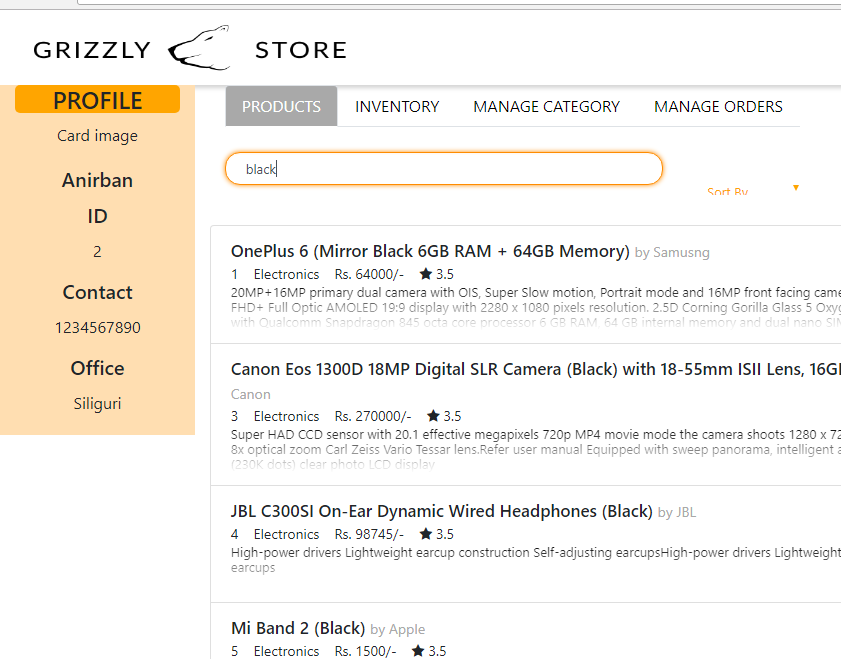 GRIZZLY STORE
PROFILE
Card image
Anirban
ID
2
Contact
1234567890
Office
Siliguri
PRODUCTS INVENTORY MANAGE CATEGORY MANAGE ORDERS
black
Sort By
OnePlus 6 (Mirror Black 6GB RAM + 64GB Memory) by Samusng
1 Electronics Rs. 64000/- ★ 3.5
20MP+16MP primary dual camera with OIS, Super Slow motion, Portrait mode and 16MP front facing came
FHD+ Full Optic AMOLED 19:9 display with 2280 x 1080 pixels resolution. 2.5D Corning Gorilla Glass 5 Oxyg
with Qualcomm Snapdragon 845 octa core processor 6 GB RAM, 64 GB internal memory and dual nano SIM
Canon Eos 1300D 18MP Digital SLR Camera (Black) with 18-55mm ISII Lens, 16GB
Canon
3 Electronics Rs. 270000/- ★ 3.5
Super HAD CCD sensor with 20.1 effective megapixels 720p MP4 movie mode the camera shoots 1280 x 72
8x optical zoom Carl Zeiss Vario Tessar lens.Refer user manual Equipped with sweep panorama, intelligent a
(230K dots) clear photo LCD display
JBL C300SI On-Ear Dynamic Wired Headphones (Black) by JBL
4 Electronics Rs. 98745/- ★ 3.5
High-power drivers Lightweight earcup construction Self-adjusting earcupsHigh-power drivers Lightweight
earcups
Mi Band 2 (Black) by Apple
5 Electronics Rs. 1500/- ★ 3.5